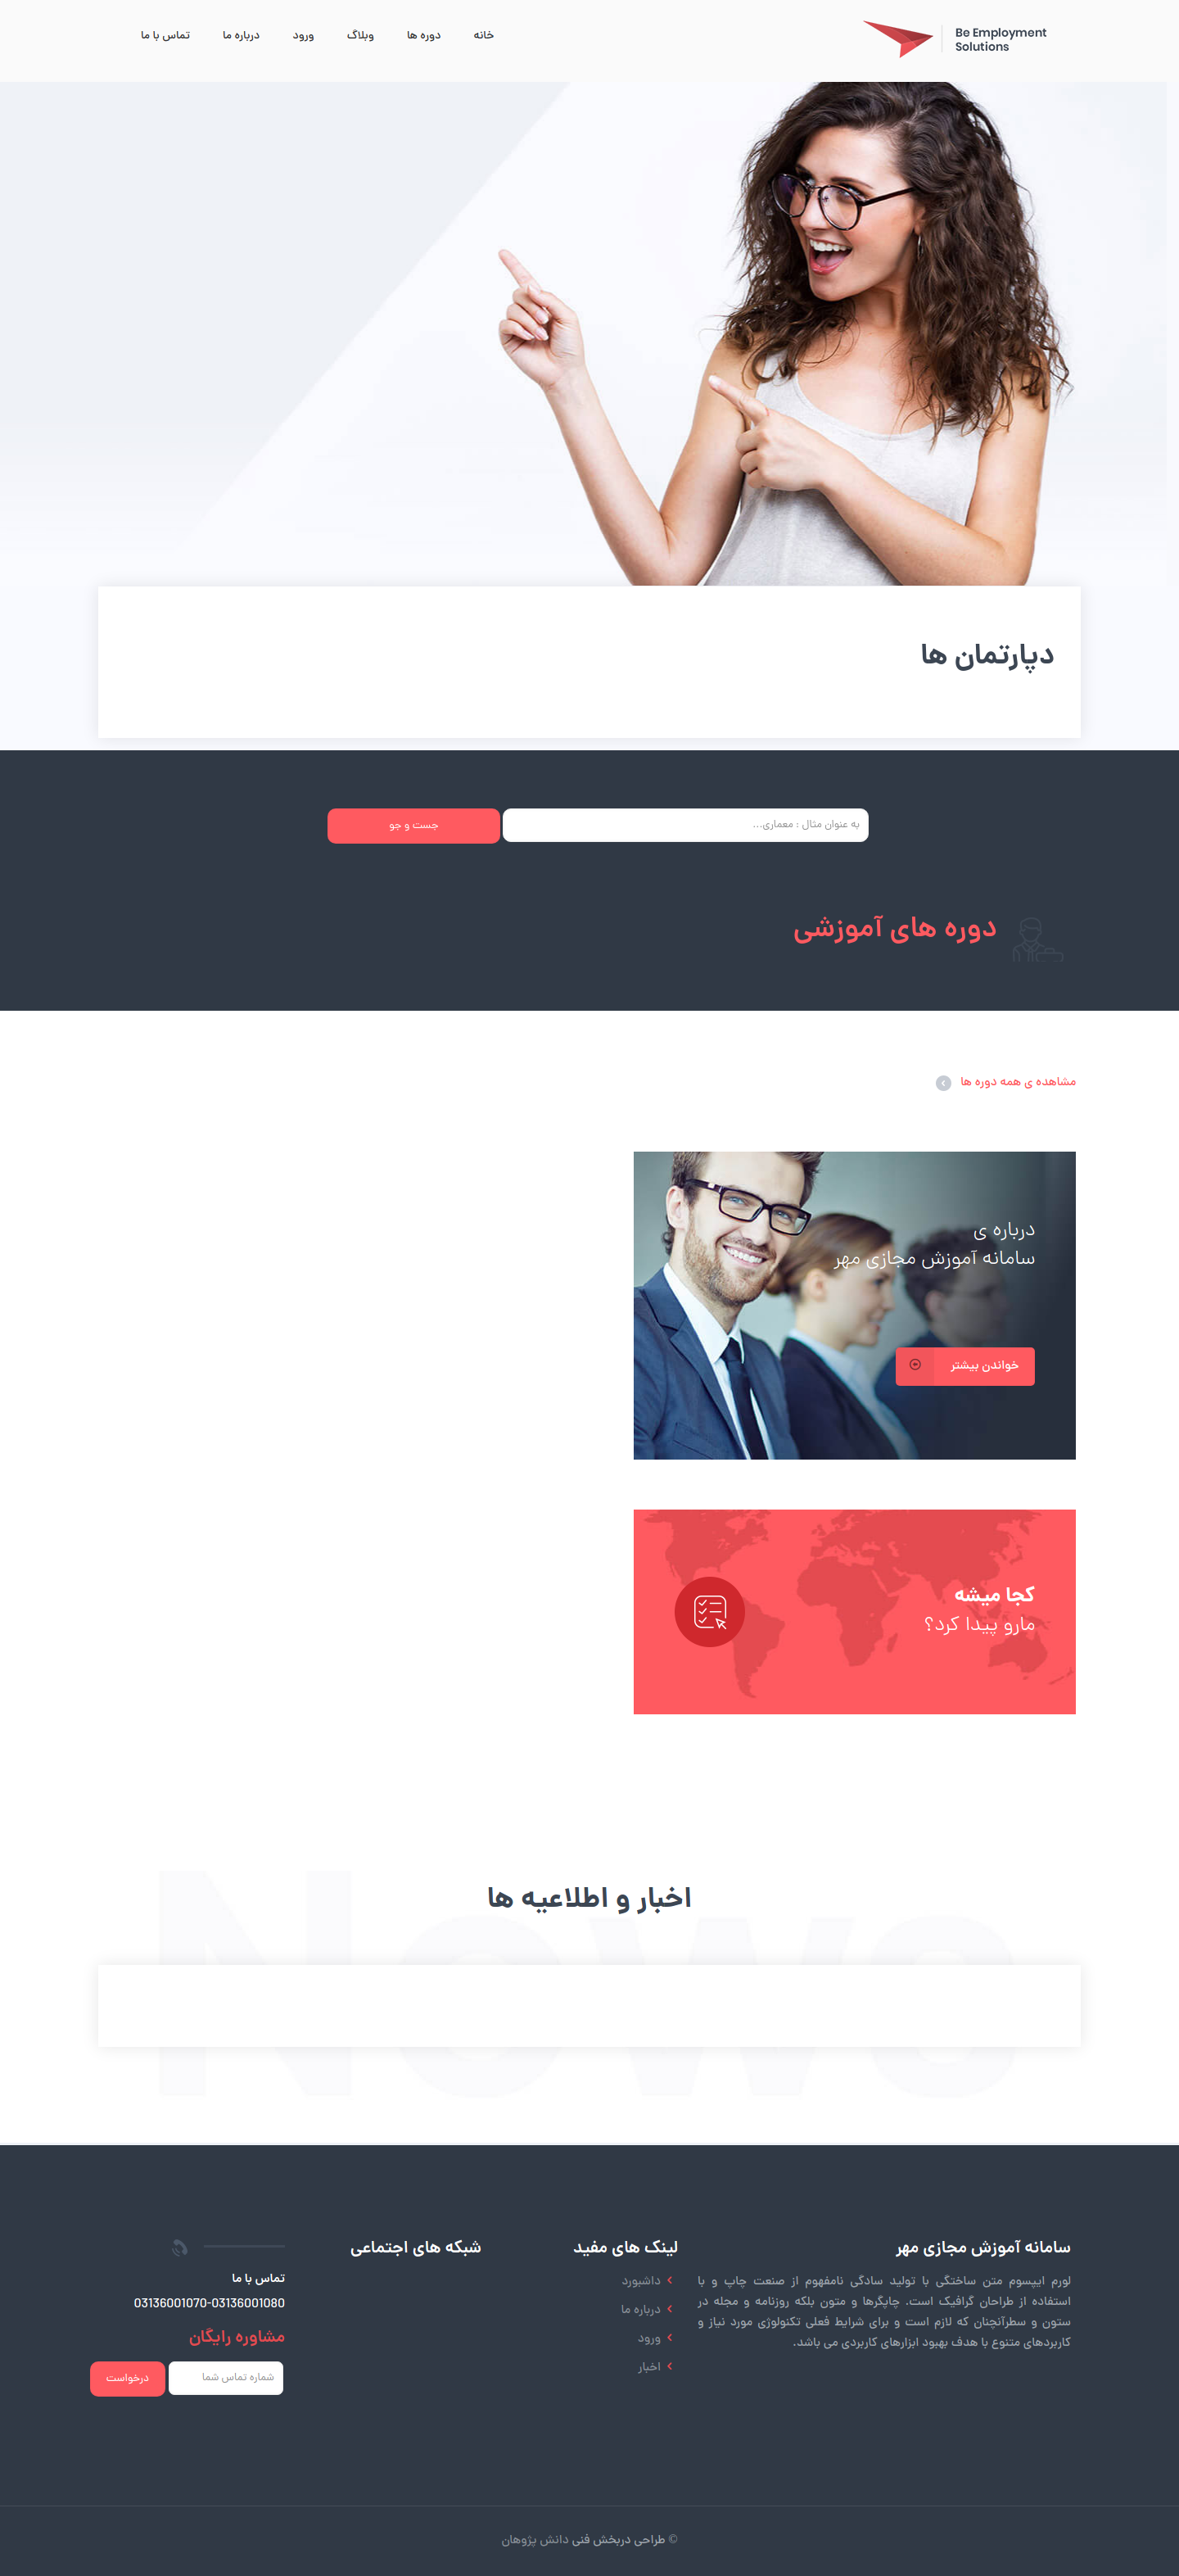 Be Employment
Solutions
خانه
دوره ها
وبلاگ
ورود
درباره ما
تماس با ما
دپارتمان ها
به عنوان مثال : معماری...
جست و جو
دوره های آموزشی
مشاهده ی همه دوره ها
درباره ی
سامانه آموزش مجازی مهر
خواندن بیشتر
کجا میشه
مارو پیدا کرد؟
News
اخبار و اطلاعیه ها
سامانه آموزش مجازی مهر
لورم ایپسوم متن ساختگی با تولید سادگی نامفهوم از صنعت چاپ و با
استفاده از طراحان گرافیک است. چاپگرها و متون بلکه روزنامه و مجله در
ستون و سطرآنچنان که لازم است و برای شرایط فعلی تکنولوژی مورد نیاز و
کاربردهای متنوع با هدف بهبود ابزارهای کاربردی می باشد.
لینک های مفید
داشبورد
درباره ما
ورود
اخبار
شبکه های اجتماعی
تماس با ما
03136001070-03136001080
مشاوره رایگان
شماره تماس شما
درخواست
© طراحی دربخش فنی دانش پژوهان